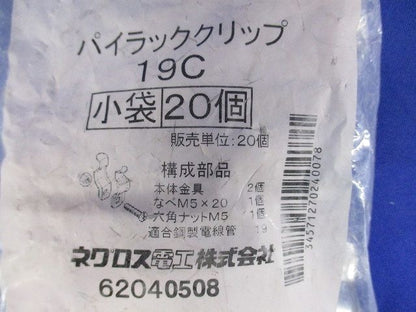 パイラッククリップ
19C
小袋 20個
販売単位:20個
構成部品
本体金具 2個
なべM5×20 1個
六角ナットM5 1個
適合鋼製電線管 19
ネグロス電工株式会社
62040508
34571270240078